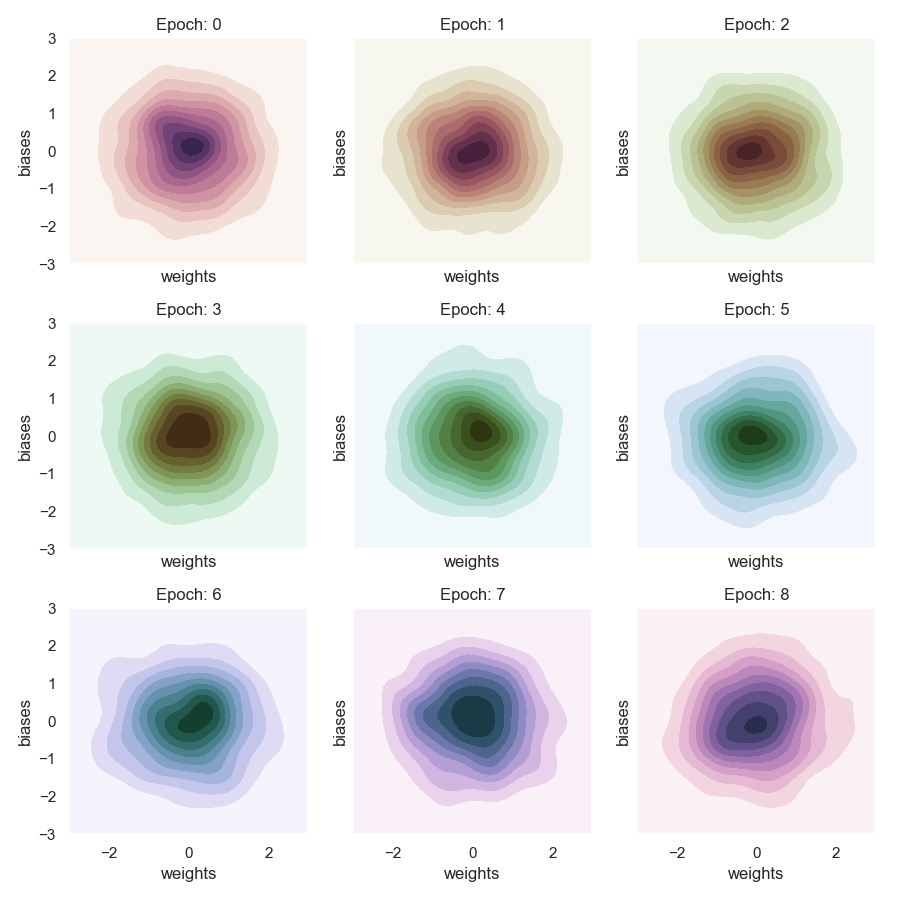 Epoch: 0 Epoch: 1 Epoch: 2
3
2
1
0
−1
−2
−3
biases biases biases
weights weights weights
Epoch: 3 Epoch: 4 Epoch: 5
3
2
1
0
−1
−2
−3
biases biases biases
weights weights weights
Epoch: 6 Epoch: 7 Epoch: 8
3
2
1
0
−1
−2
−3
biases biases biases
−2 0 2 −2 0 2 −2 0 2
weights weights weights